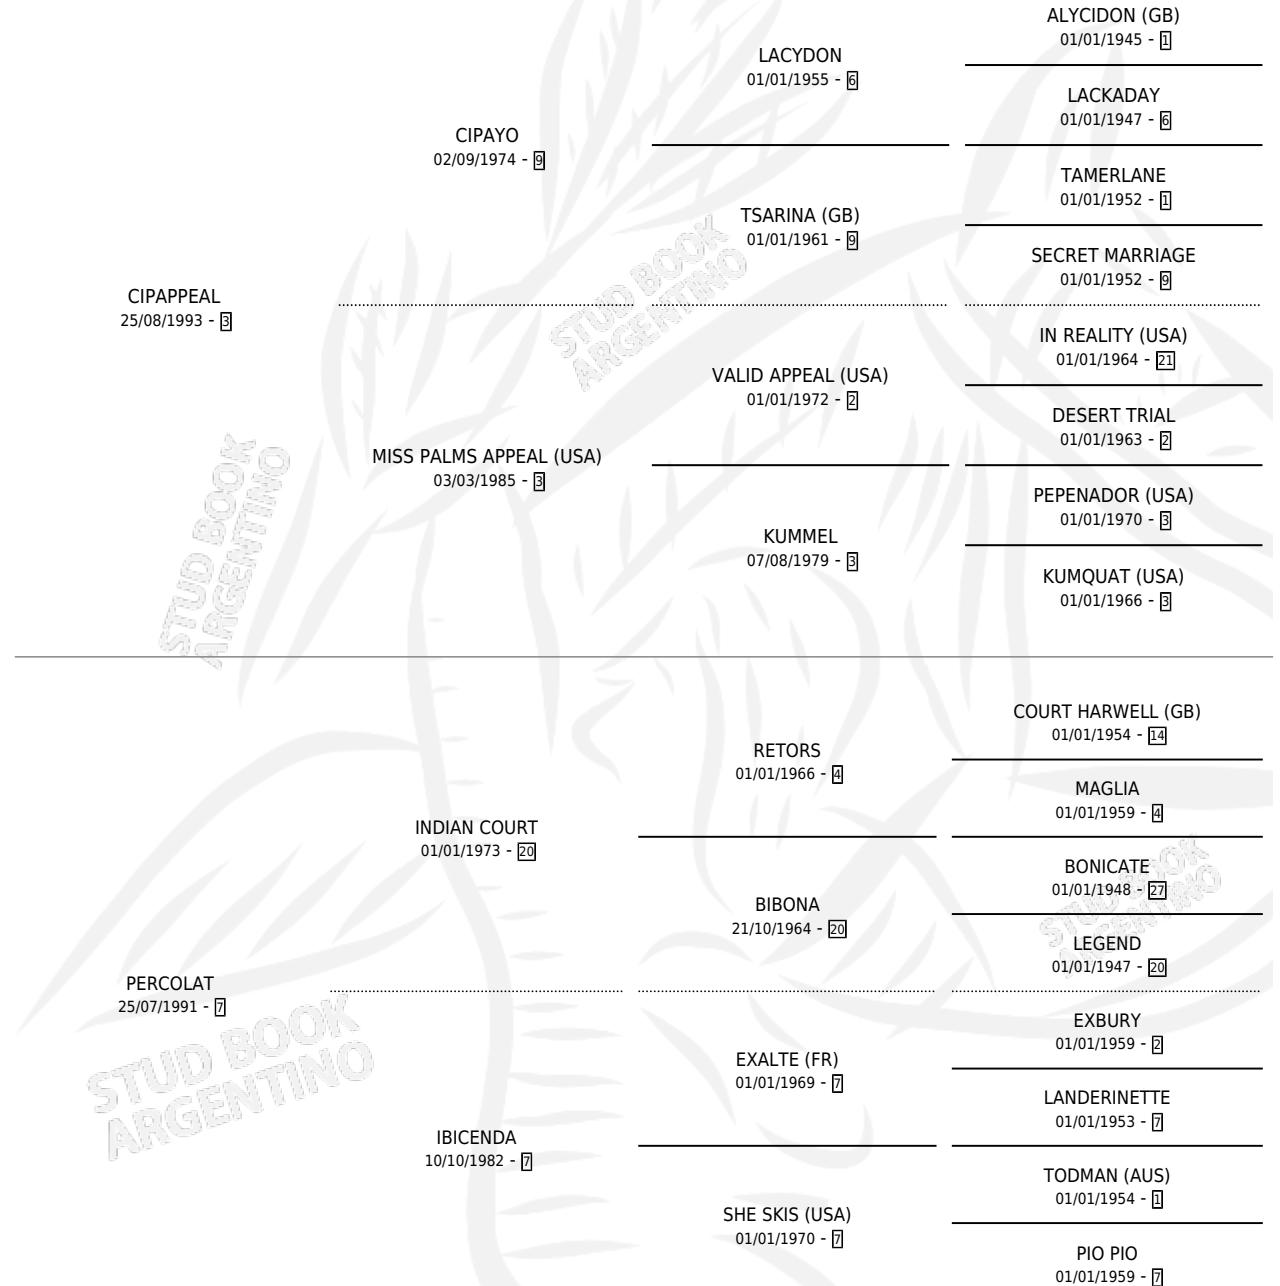 ALYCIDON (GB)
01/01/1945 - 1
LACYDON
01/01/1955 - 6
LACKADAY
01/01/1947 - 6
CIPAYO
02/09/1974 - 9
TAMERLANE
01/01/1952 - 1
TSARINA (GB)
01/01/1961 - 9
SECRET MARRIAGE
01/01/1952 - 9
CIPAPPEAL
25/08/1993 - 3
STUD BOOK
ARGENTINO
IN REALITY (USA)
01/01/1964 - 21
VALID APPEAL (USA)
01/01/1972 - 2
DESERT TRIAL
01/01/1963 - 2
MISS PALMS APPEAL (USA)
03/03/1985 - 3
PEPENADOR (USA)
01/01/1970 - 3
KUMMEL
07/08/1979 - 3
KUMQUAT (USA)
01/01/1966 - 3
STUD BOOK
ARGENTINO
COURT HARWELL (GB)
01/01/1954 - 14
RETORS
01/01/1966 - 4
MAGLIA
01/01/1959 - 4
INDIAN COURT
01/01/1973 - 20
BONICATE
01/01/1948 - 27
BIBONA
21/10/1964 - 20
STUD BOOK
ARGENTINO
LEGEND
01/01/1947 - 20
PERCOLAT
25/07/1991 - 7
EXBURY
01/01/1959 - 2
EXALTE (FR)
01/01/1969 - 7
STUD BOOK
ARGENTINO
LANDERINETTE
01/01/1953 - 7
IBICENDA
10/10/1982 - 7
TODMAN (AUS)
01/01/1954 - 1
SHE SKIS (USA)
01/01/1970 - 7
PIO PIO
01/01/1959 - 7